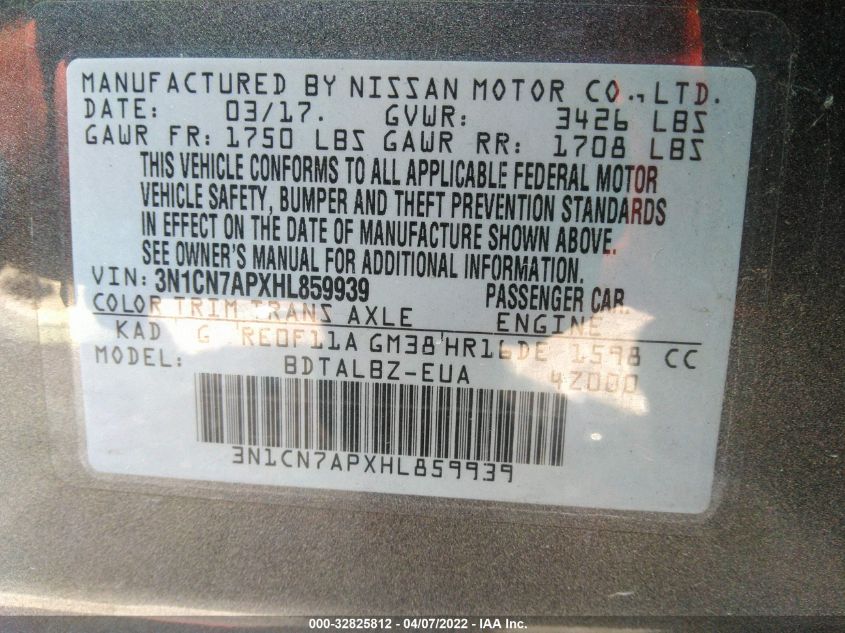 MANUFACTURED BY NISSAN MOTOR CO., LTD.
DATE: 03/17. GVWR: 3426 LBS
GAWR FR: 1750 LBS GAWR RR: 1708 LBS
THIS VEHICLE CONFORMS TO ALL APPLICABLE FEDERAL MOTOR
VEHICLE SAFETY, BUMPER AND THEFT PREVENTION STANDARDS
IN EFFECT ON THE DATE OF MANUFACTURE SHOWN ABOVE.
SEE OWNER'S MANUAL FOR ADDITIONAL INFORMATION.
VIN: 3N1CN7APXHL859939 PASSENGER CAR.
COLOR TRIM TRANS AXLE ENGINE
KAD G RE0F11A GM38 HR16DE 1598 CC
MODEL: BDTALBZ-EUA 4Z000
3N1CN7APXHL859939
000-32825812 - 04/07/2022 - IAA Inc.